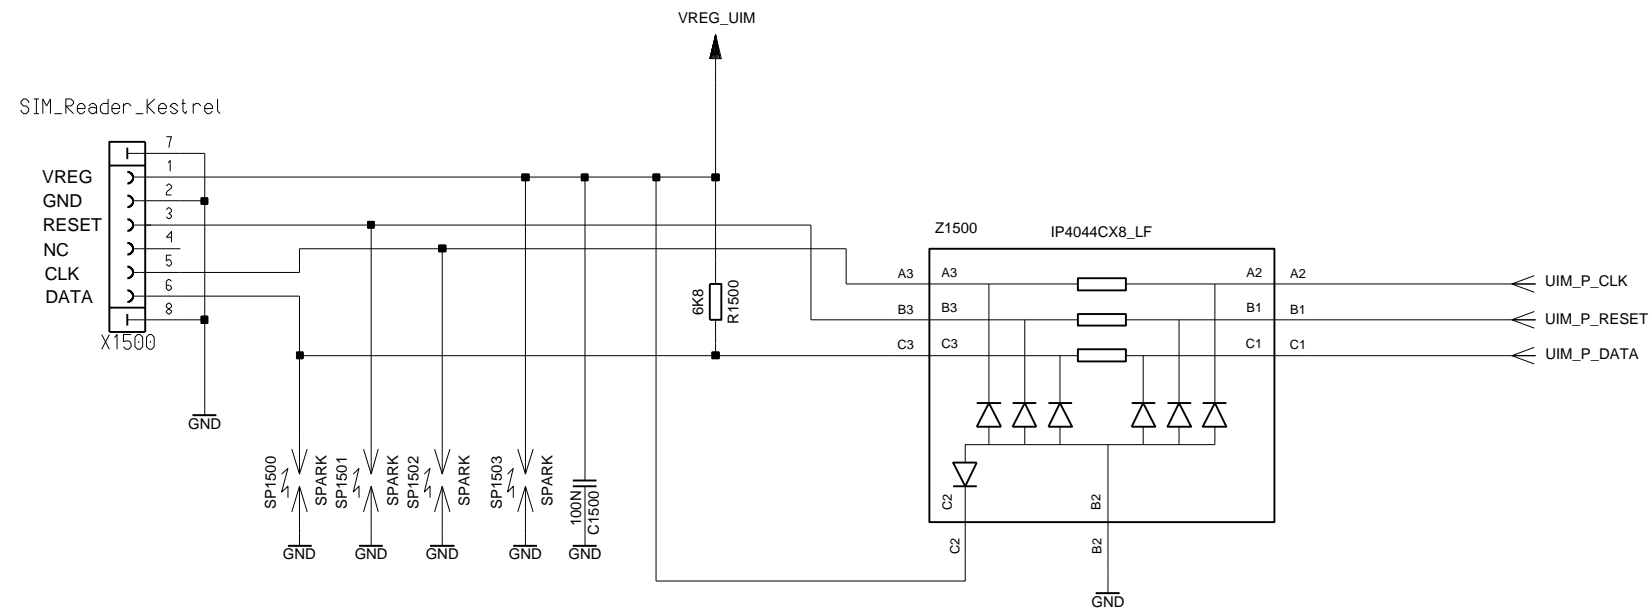 VREG_UIM
SIM_Reader_Kestrel
7
VREG 1
GND 2
RESET 3
NC 4
CLK 5
DATA 6
8
X1500
GND
6K8
R1500
Z1500 IP4044CX8_LF
A3 A3 A2 A2 UIM_P_CLK
B3 B3 B1 B1 UIM_P_RESET
C3 C3 C1 C1 UIM_P_DATA
SP1500
SPARK
SP1501
SPARK
SP1502
SPARK
SP1503
SPARK
100N
C1500
GND GND GND GND GND
C2
B2
C2
B2
GND